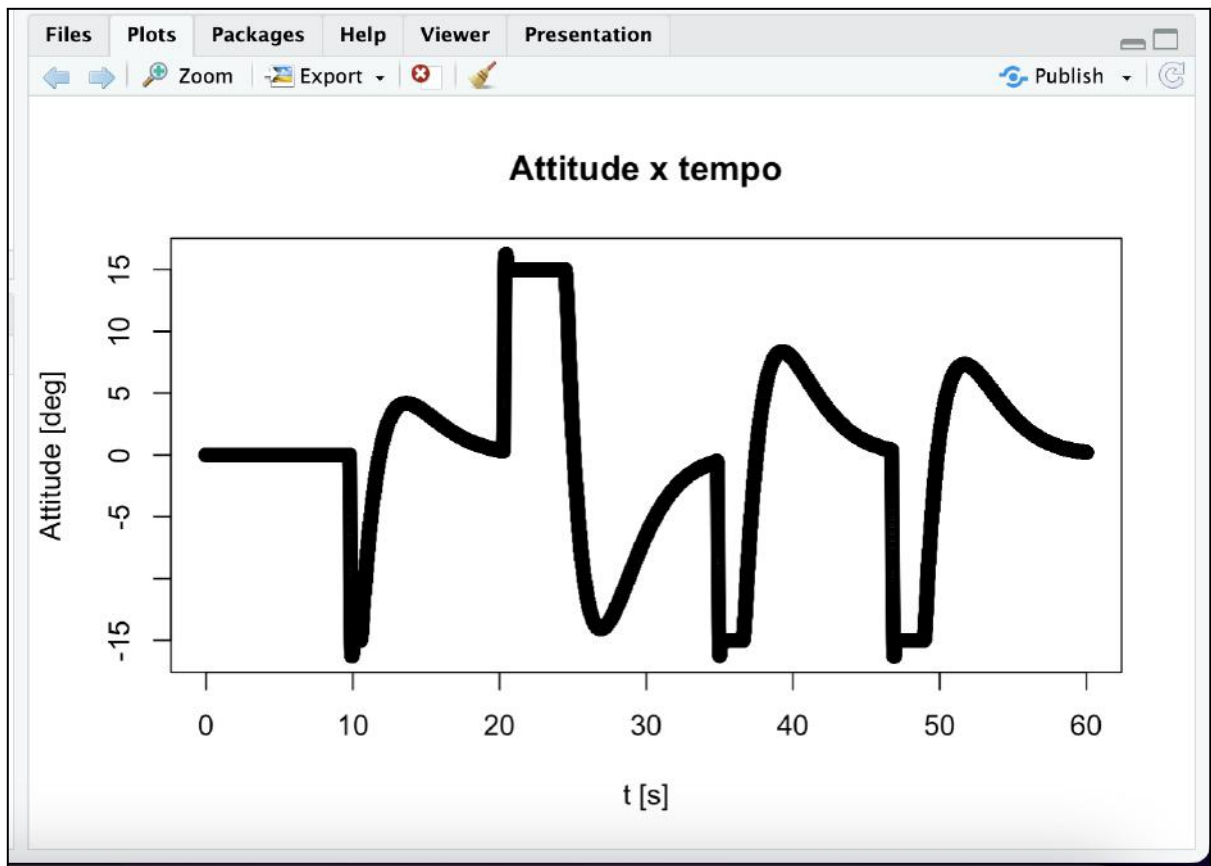 Files Plots Packages Help Viewer Presentation
Zoom Export Publish
Attitude x tempo
Attitude [deg]
15
10
5
0
-5
-15
0 10 20 30 40 50 60
t [s]